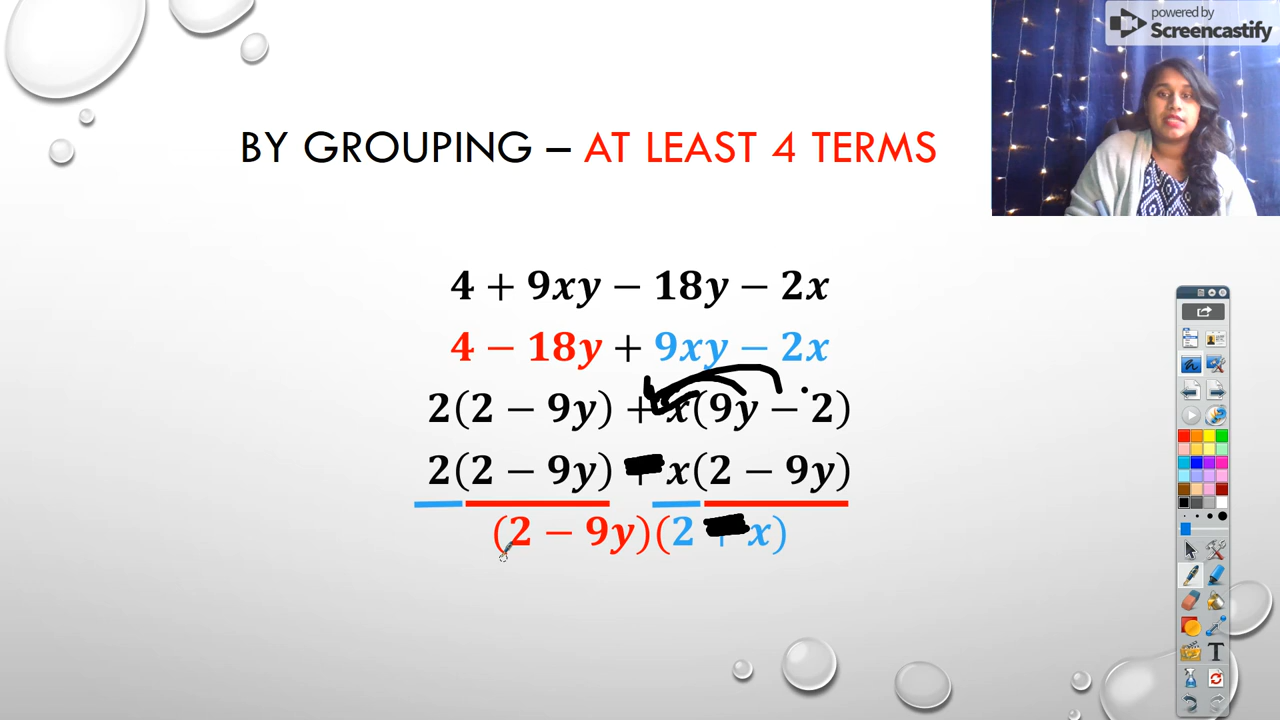 powered by
Screencastify
BY GROUPING – AT LEAST 4 TERMS
4 + 9xy − 18y − 2x
4 − 18y + 9xy − 2x
2(2 − 9y) + x(9y − 2)
2(2 − 9y) − x(2 − 9y)
(2 − 9y)(2 − x)
T